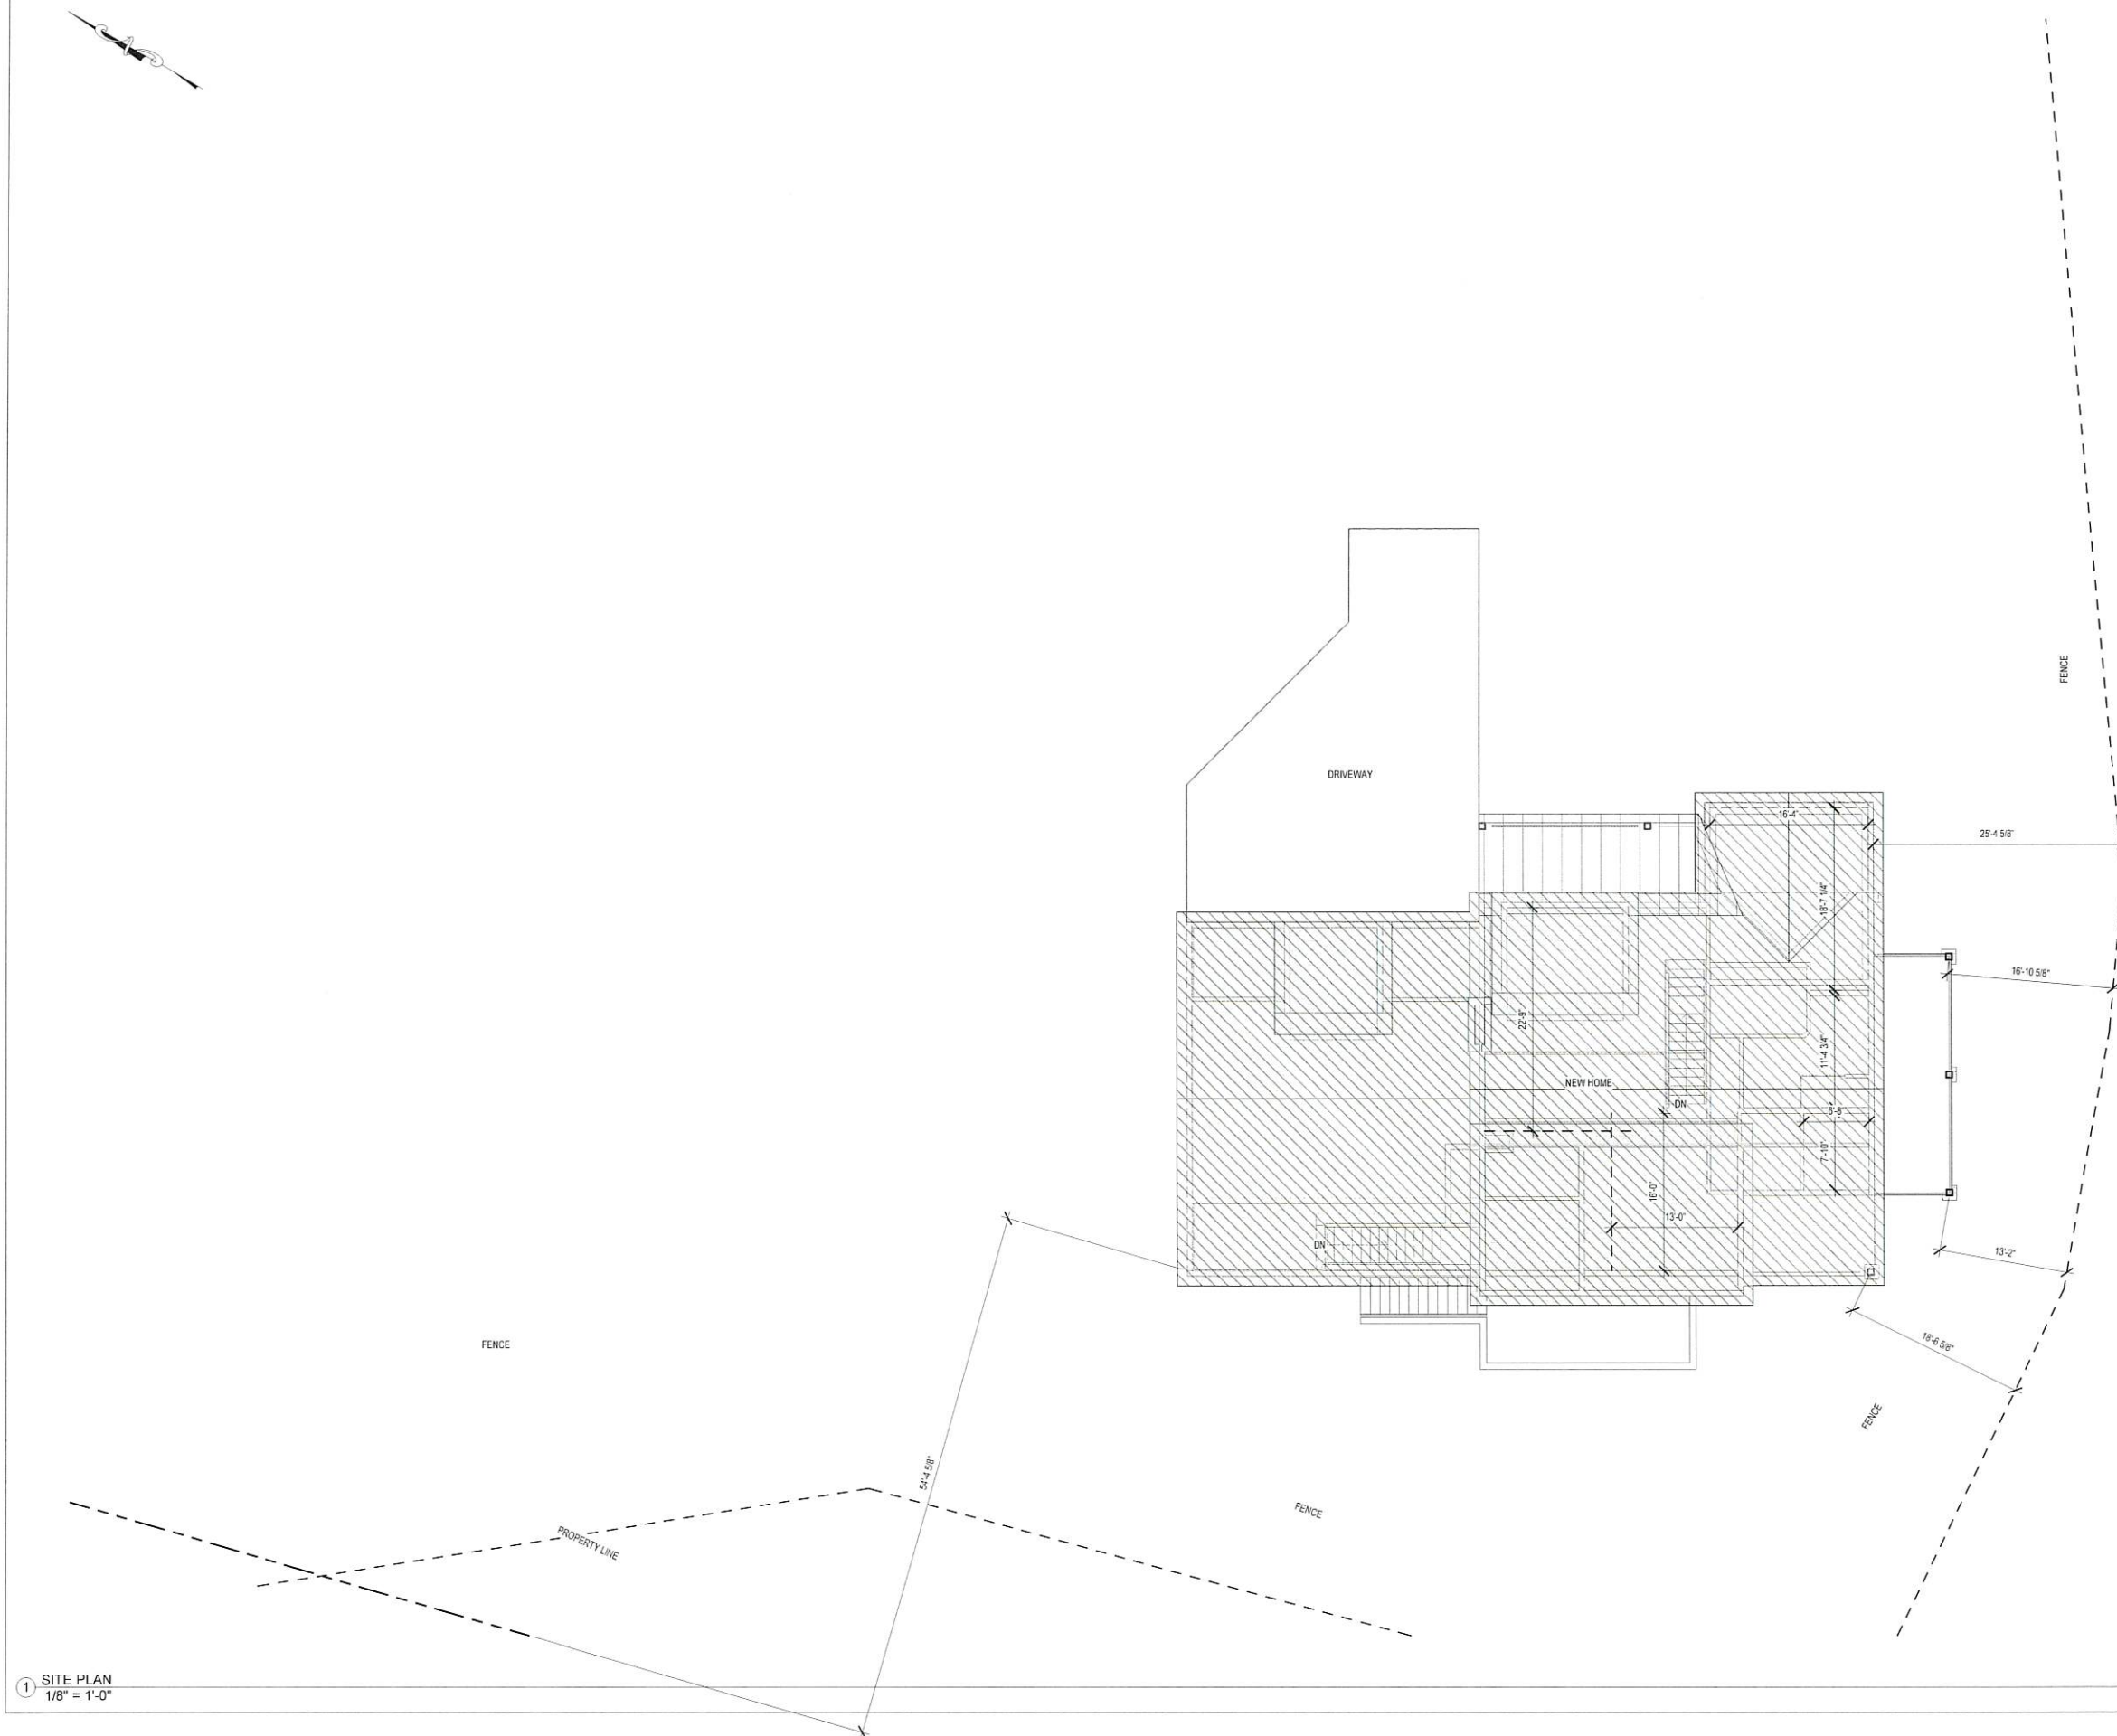 FENCE
DRIVEWAY
16'-4"
25'-4 5/8"
18'-7 1/4"
16'-10 5/8"
22'-9"
11'-4 3/4"
NEW HOME
DN
6'-8
7'-10"
16'-0"
13'-0"
DN
13'-2"
18'-6 5/8"
FENCE
FENCE
54'-4 5/8"
FENCE
PROPERTY LINE
1 SITE PLAN
1/8" = 1'-0"